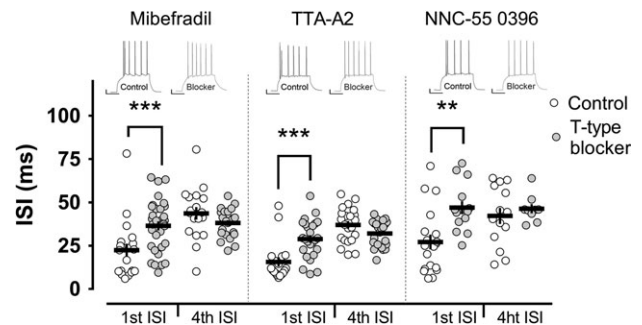 Mibefradil TTA-A2 NNC-55 0396
Control Blocker Control Blocker Control Blocker
Control
T-type
blocker
*** *** **
ISI (ms)
100
75
50
25
0
1st ISI 4th ISI 1st ISI 4th ISI 1st ISI 4ht ISI